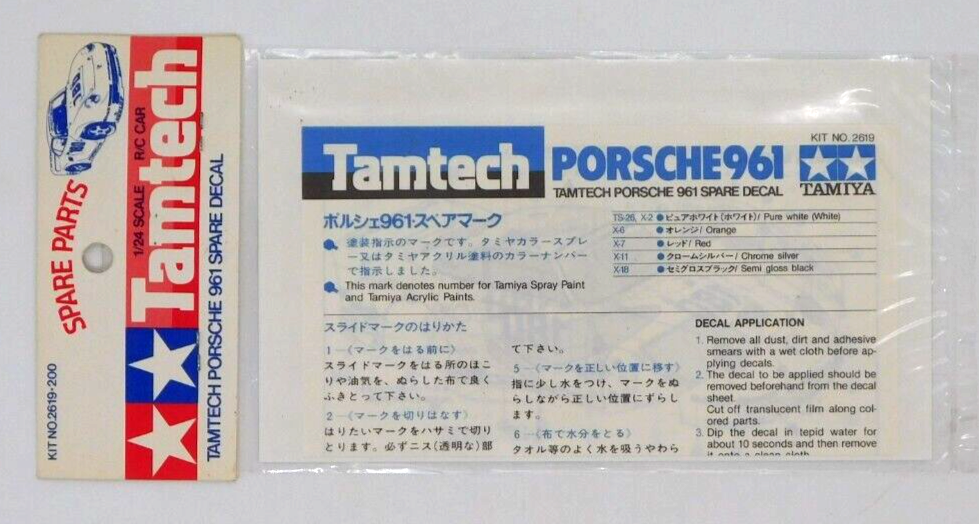 SPARE PARTS
1/24 SCALE R/C CAR
Tamtech
TAMTECH PORSCHE 961 SPARE DECAL
KIT NO.2619·200
KIT NO. 2619
Tamtech
PORSCHE961
TAMIYA
TAMTECH PORSCHE 961 SPARE DECAL
ポルシェ961·スペアマーク
塗装指示のマークです。タミヤカラースプレ
ー又はタミヤアクリル塗料のカラーナンバー
で指示しました。
This mark denotes number for Tamiya Spray Paint
and Tamiya Acrylic Paints.
TS-26, X-2 ●ピュアホワイト(ホワイト)/ Pure white (White)
X-6 ●オレンジ/ Orange
X-7 ●レッド/ Red
X-11 ●クロームシルバー/ Chrome silver
X-18 ●セミグロスブラック/ Semi gloss black
スライドマークのはりかた
1—〈マークをはる前に〉
スライドマークをはる所のほこ
りや油気を、ぬらした布で良く
ふきとって下さい。
2—〈マークを切りはなす〉
はりたいマークをハサミで切り
とります。必ずニス(透明な)部
て下さい。
5—〈マークを正しい位置に移す〉
指に少し水をつけ、マークをぬ
らしながら正しい位置にずらし
ます。
6—〈布で水分をとる〉
タオル等のよく水を吸うやわら
DECAL APPLICATION
1. Remove all dust, dirt and adhesive
smears with a wet cloth before ap-
plying decals.
2. The decal to be applied should be
removed beforehand from the decal
sheet.
Cut off translucent film along col-
ored parts.
3. Dip the decal in tepid water for
about 10 seconds and then remove
it onto a clean cloth